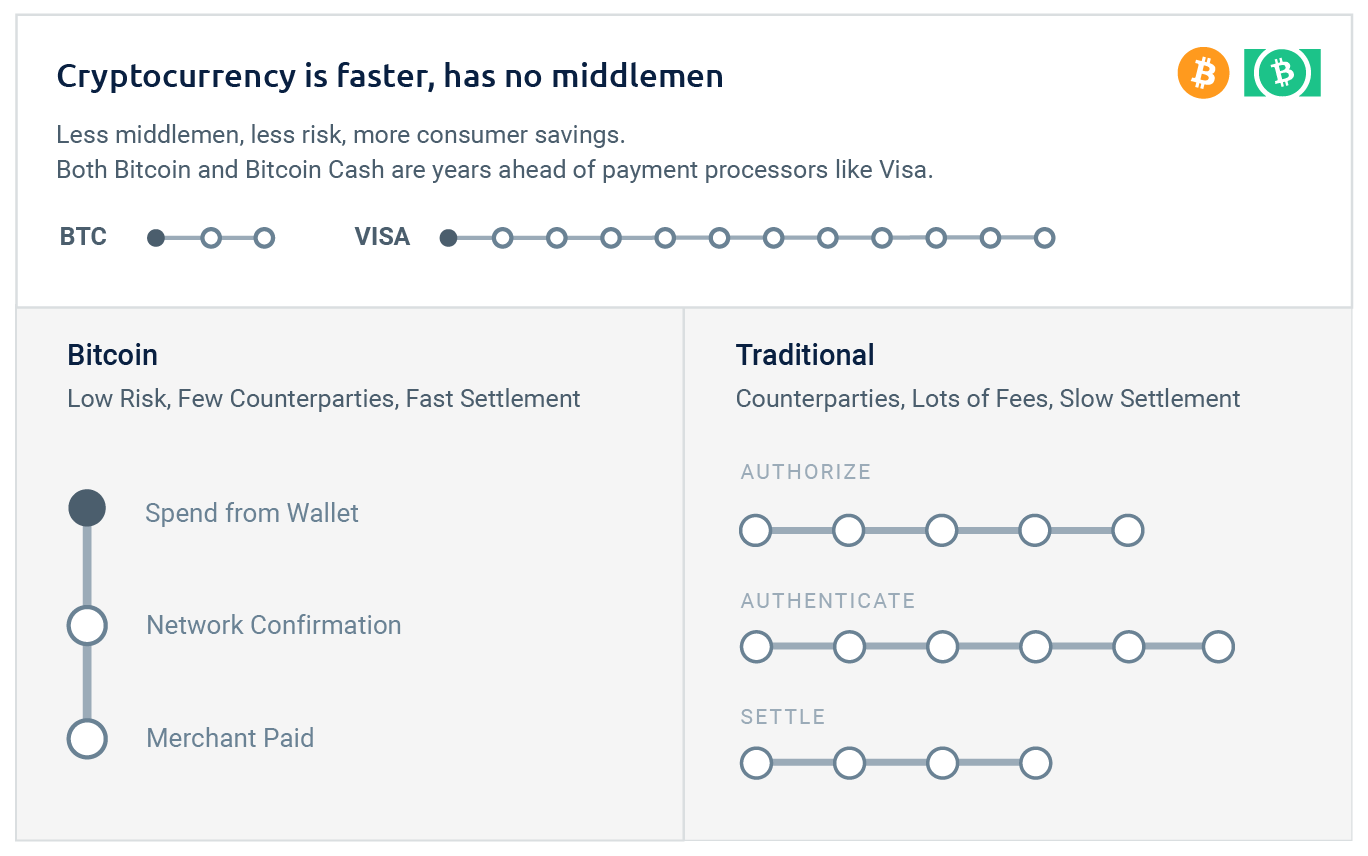 Cryptocurrency is faster, has no middlemen
Less middlemen, less risk, more consumer savings.
Both Bitcoin and Bitcoin Cash are years ahead of payment processors like Visa.
BTC
VISA
Bitcoin
Low Risk, Few Counterparties, Fast Settlement
Spend from Wallet
Network Confirmation
Merchant Paid
Traditional
Counterparties, Lots of Fees, Slow Settlement
AUTHORIZE
AUTHENTICATE
SETTLE